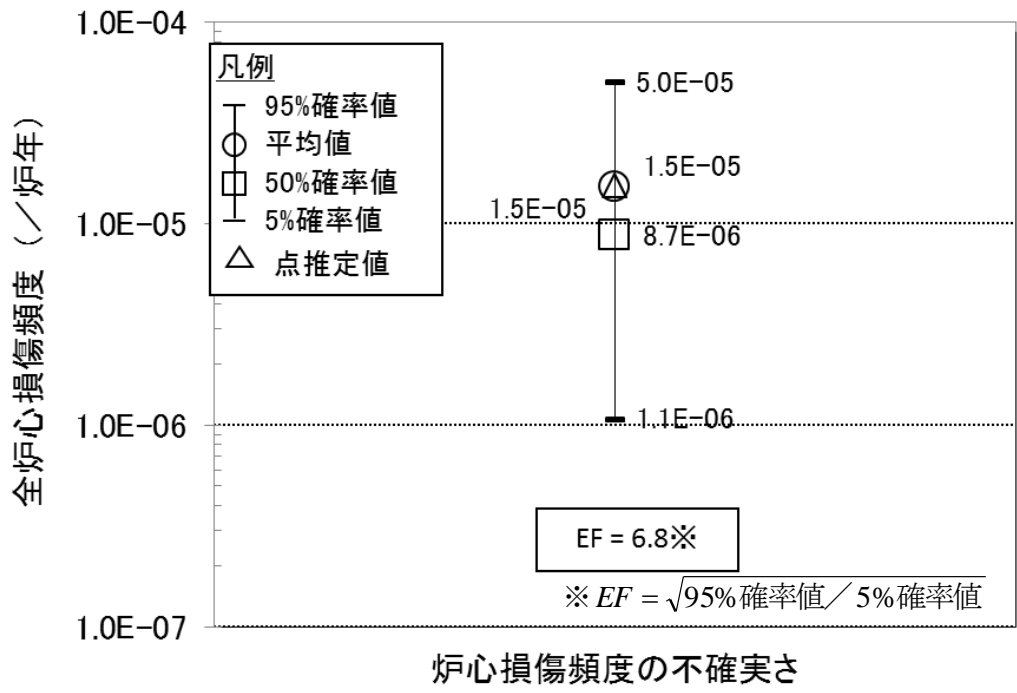 1.0E−04
凡例
95%確率値
平均値
50%確率値
5%確率値
点推定値
5.0E−05
1.5E−05
1.5E−05
8.7E−06
1.0E−05
1.1E−06
1.0E−06
EF = 6.8※
※ EF = √95%確率値／5%確率値
1.0E−07
全炉心損傷頻度（／炉年）
炉心損傷頻度の不確実さ